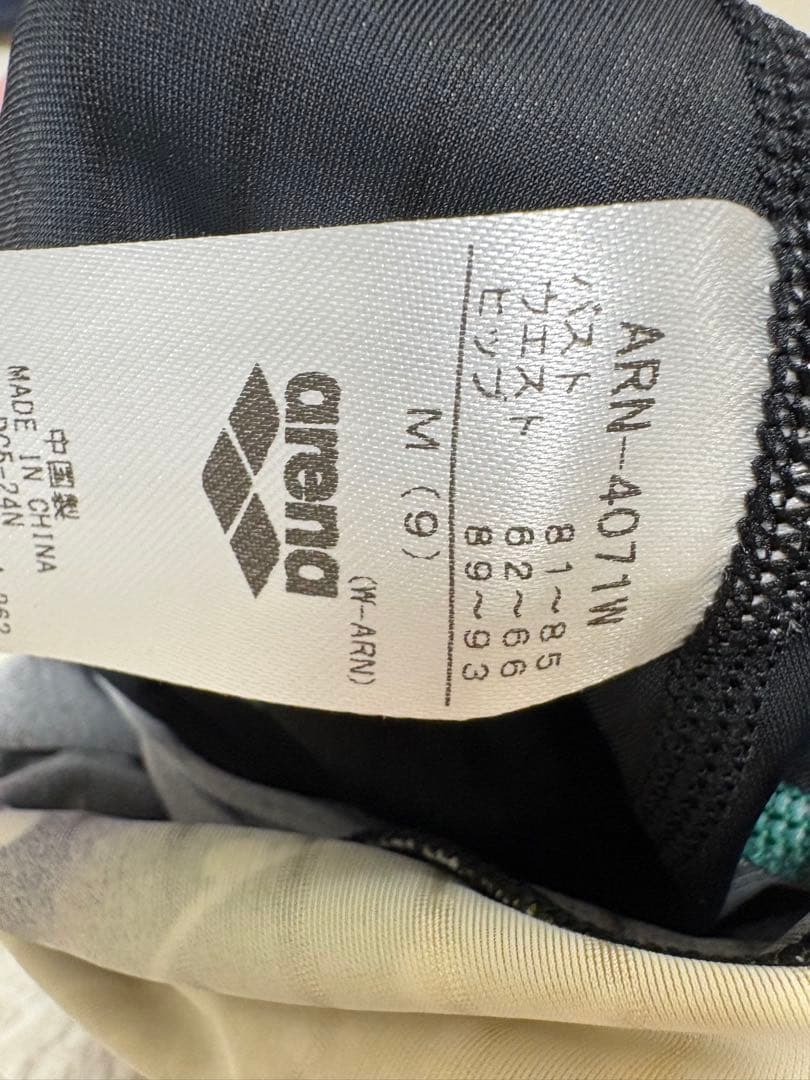 ARN-4071W
バスト 81~85
ウエスト 62~66
ヒップ 89~93
M (9)
(W-ARN)
arena
中国製
MADE IN CHINA